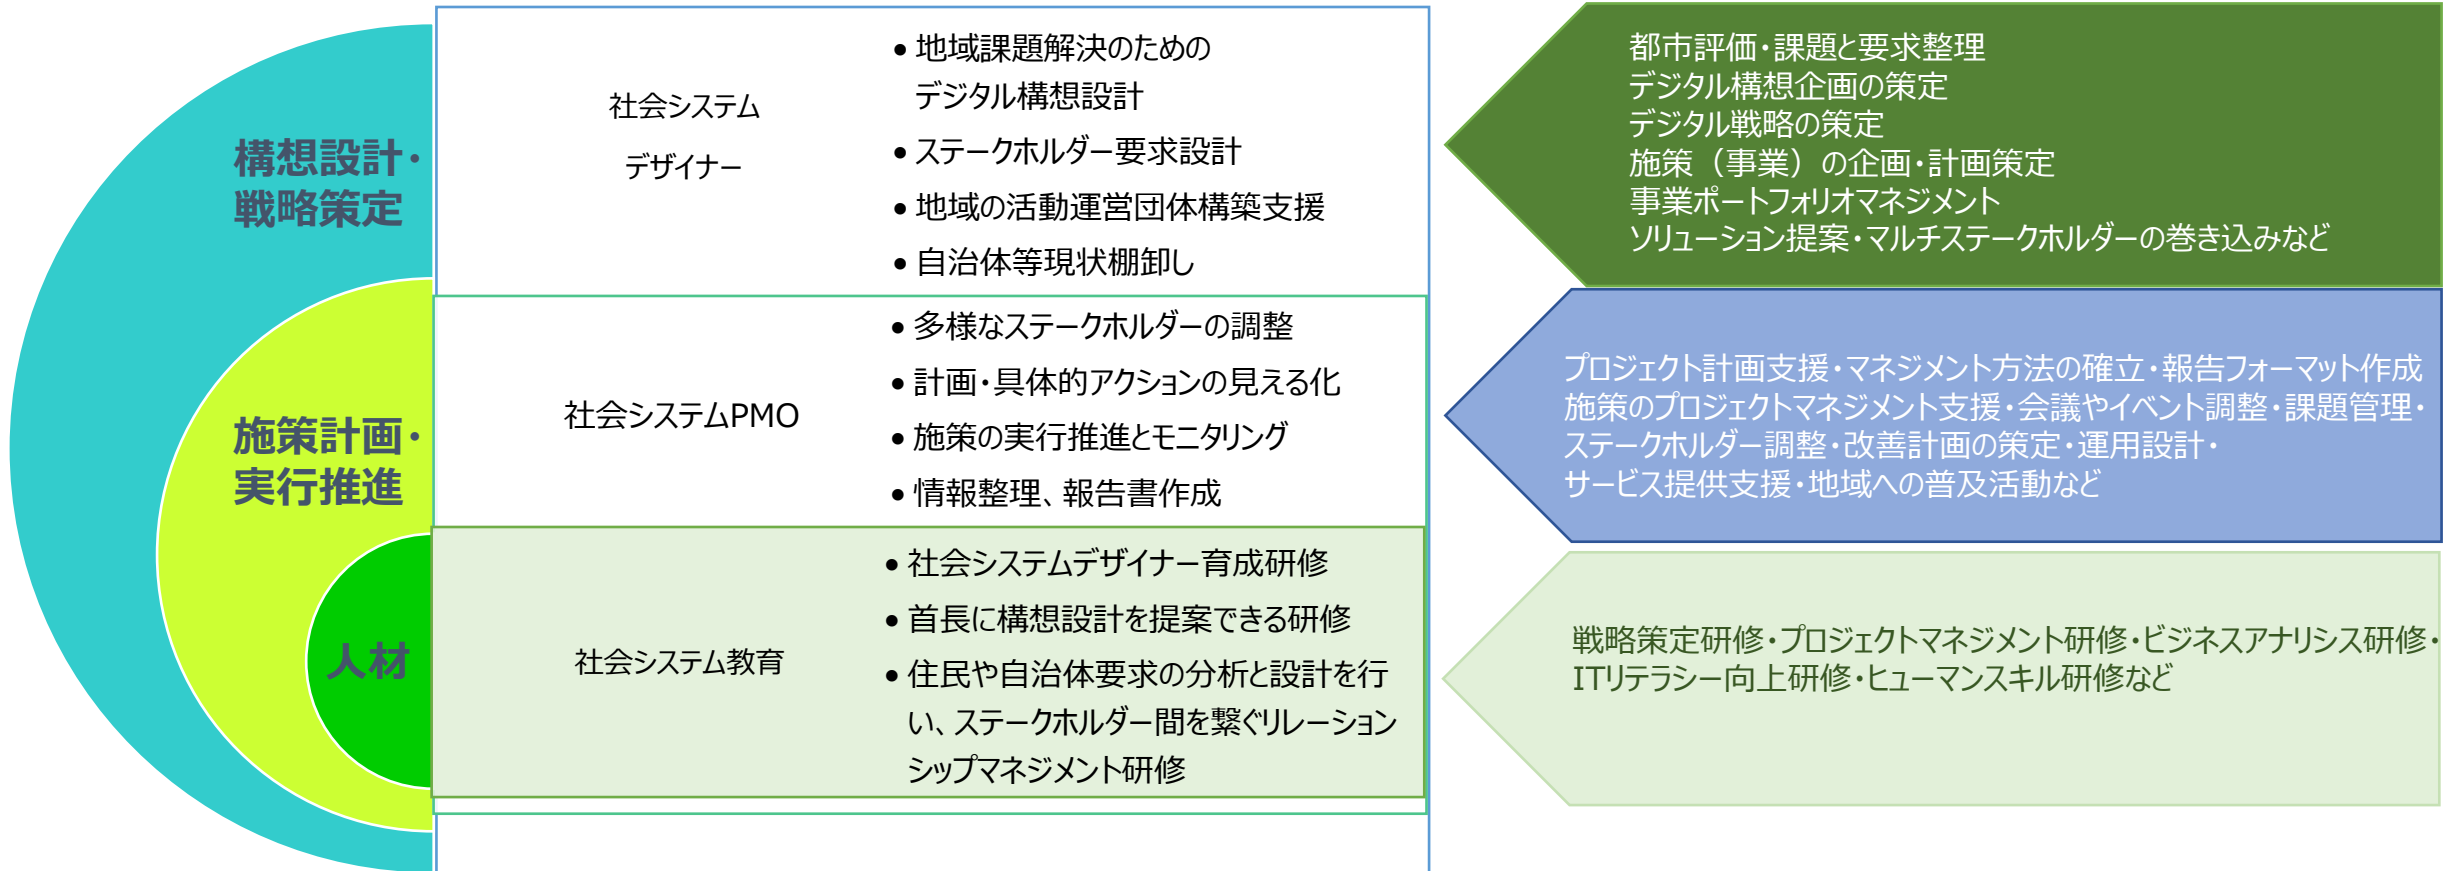 構想設計・
戦略策定
社会システム
デザイナー
• 地域課題解決のための
デジタル構想設計
• ステークホルダー要求設計
• 地域の活動運営団体構築支援
• 自治体等現状棚卸し
都市評価・課題と要求整理
デジタル構想企画の策定
デジタル戦略の策定
施策（事業）の企画・計画策定
事業ポートフォリオマネジメント
ソリューション提案・マルチステークホルダーの巻き込みなど
施策計画・
実行推進
社会システムPMO
• 多様なステークホルダーの調整
• 計画・具体的アクションの見える化
• 施策の実行推進とモニタリング
• 情報整理、報告書作成
プロジェクト計画支援・マネジメント方法の確立・報告フォーマット作成
施策のプロジェクトマネジメント支援・会議やイベント調整・課題管理・
ステークホルダー調整・改善計画の策定・運用設計・
サービス提供支援・地域への普及活動など
人材
社会システム教育
• 社会システムデザイナー育成研修
• 首長に構想設計を提案できる研修
• 住民や自治体要求の分析と設計を行
い、ステークホルダー間を繋ぐリレーション
シップマネジメント研修
戦略策定研修・プロジェクトマネジメント研修・ビジネスアナリシス研修・
ITリテラシー向上研修・ヒューマンスキル研修など